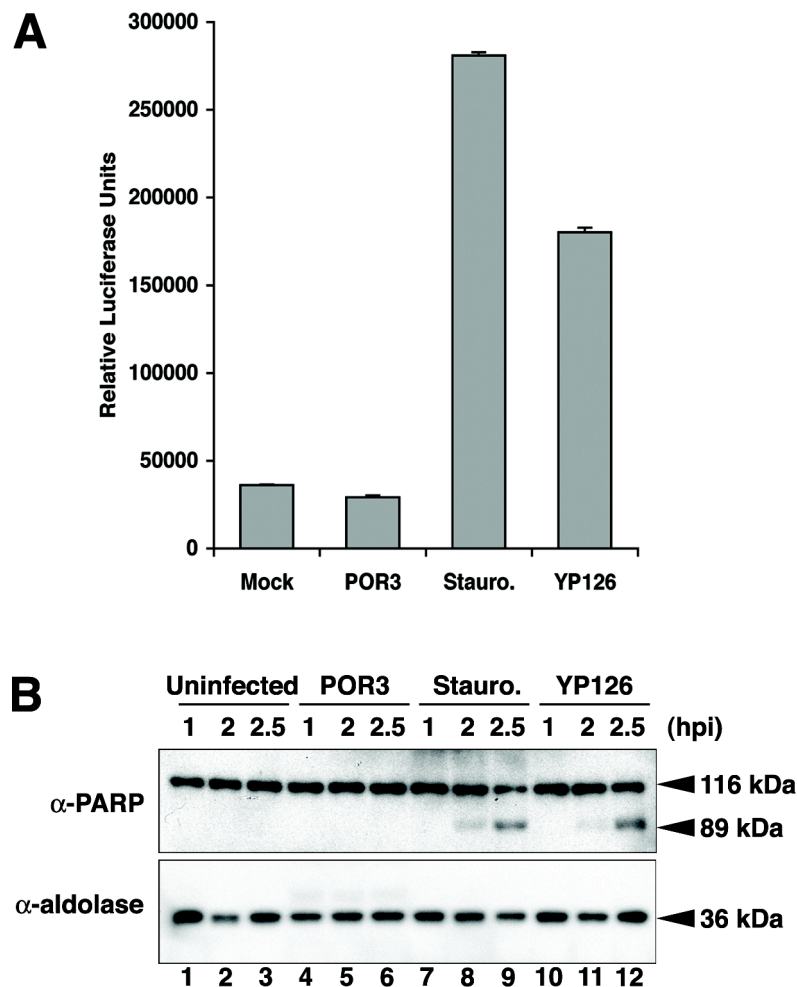 A
Relative Luciferase Units
300000
250000
200000
150000
100000
50000
0
Mock POR3 Stauro. YP126
B
Uninfected POR3 Stauro. YP126
1 2 2.5 1 2 2.5 1 2 2.5 1 2 2.5 (hpi)
α-PARP
116 kDa
89 kDa
α-aldolase
36 kDa
1 2 3 4 5 6 7 8 9 10 11 12